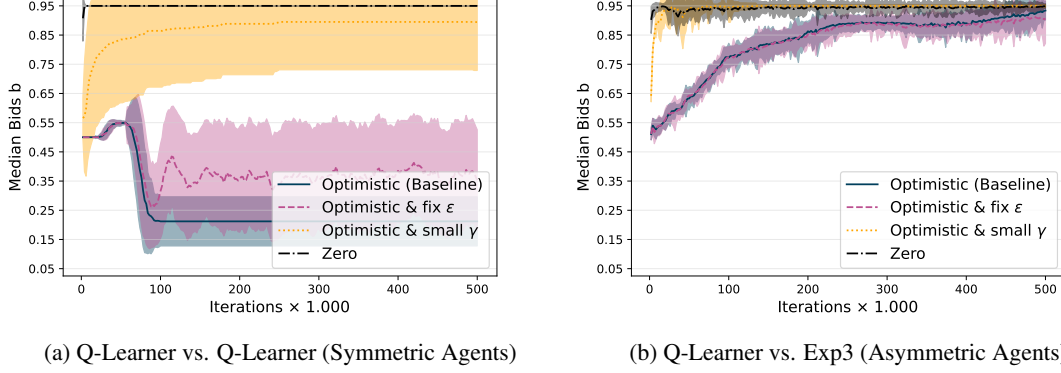 0.95
0.85
0.75
0.65
0.55
0.45
0.35
0.25
0.15
0.05
Median Bids b
Optimistic (Baseline)
Optimistic & fix ε
Optimistic & small γ
Zero
0 100 200 300 400 500
Iterations × 1.000
(a) Q-Learner vs. Q-Learner (Symmetric Agents)
0.95
0.85
0.75
0.65
0.55
0.45
0.35
0.25
0.15
0.05
Median Bids b
Optimistic (Baseline)
Optimistic & fix ε
Optimistic & small γ
Zero
0 100 200 300 400 500
Iterations × 1.000
(b) Q-Learner vs. Exp3 (Asymmetric Agents